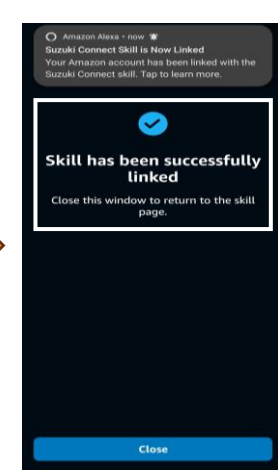 Amazon Alexa • now
Suzuki Connect Skill is Now Linked
Your Amazon account has been linked with the
Suzuki Connect skill. Tap to learn more.
Skill has been successfully
linked
Close this window to return to the skill
page.
Close